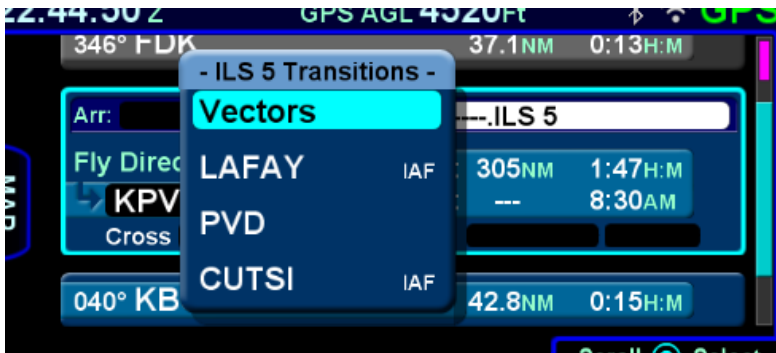 22:44:50Z GPS AGL 4520Ft GPS
346° FDK 37.1NM 0:13H:M
- ILS 5 Transitions -
Arr: Vectors ----.ILS 5
Fly Direc LAFAY IAF : 305NM 1:47H:M
KPV : --- 8:30AM
PVD
Cross
CUTSI IAF
040° KB 42.8NM 0:15H:M
MAP